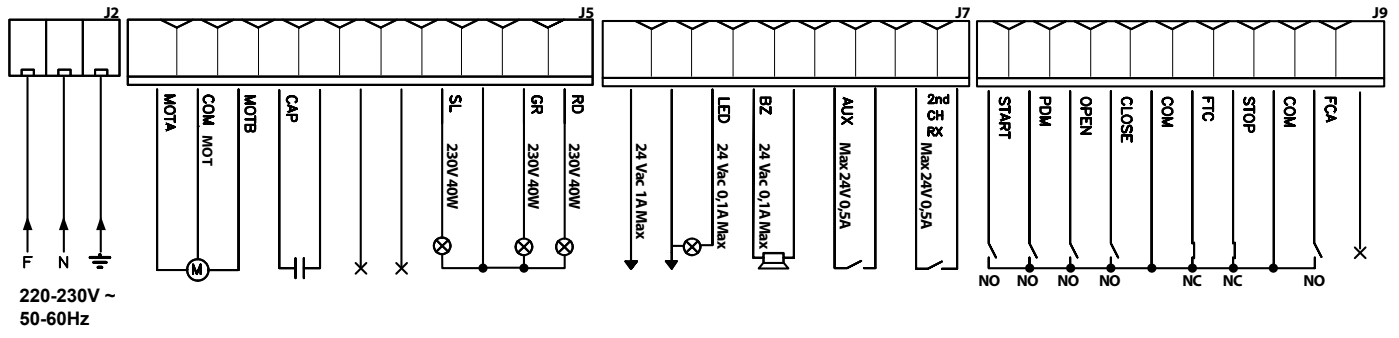 J2
J5
J7
J9
MOTA
COM MOT
MOTB
CAP
SL 230V 40W
GR 230V 40W
RD 230V 40W
24 Vac 1A Max
LED 24 Vac 0,1A Max
BZ 24 Vac 0,1A Max
AUX Max 24V 0,5A
2nd
CH
RX
Max 24V 0,5A
START
PDM
OPEN
CLOSE
COM
FTC
STOP
COM
FCA
M
F N
NO NO NO NO NC NC NO
220-230V ~
50-60Hz